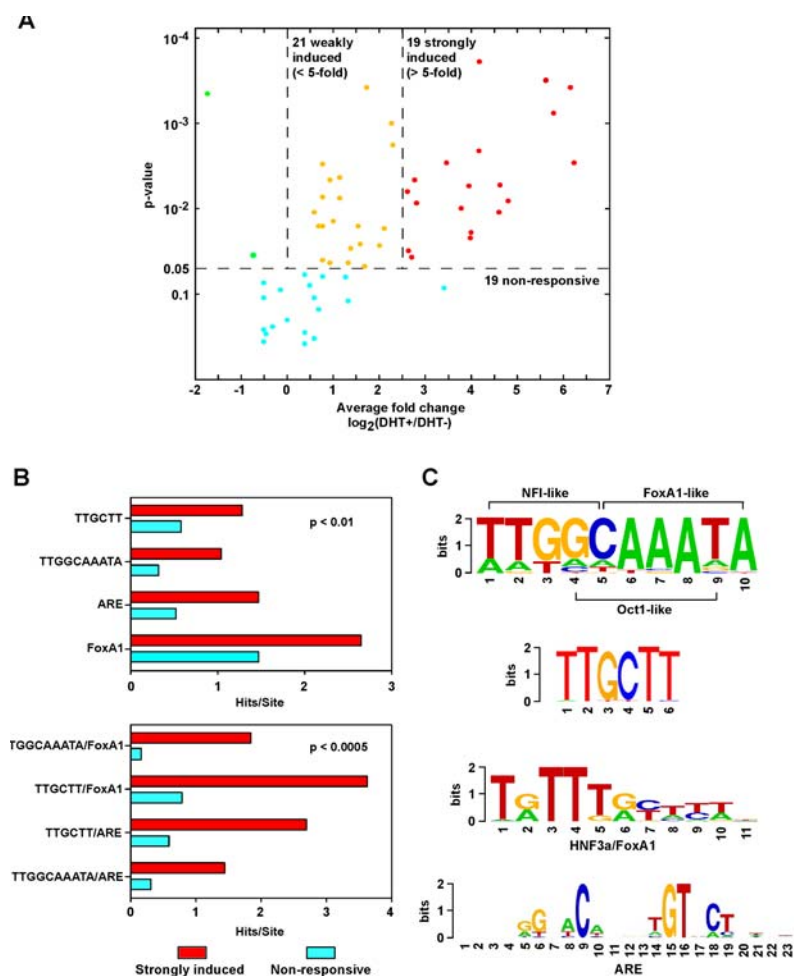 A
21 weakly
induced
(< 5-fold)
19 strongly
induced
(> 5-fold)
10-4
10-3
10-2
0.05
0.1
p-value
19 non-responsive
-2 -1 0 1 2 3 4 5 6 7
Average fold change
log2(DHT+/DHT-)
B
TTGCTT
TTGGCAAATA
ARE
FoxA1
p < 0.01
0 1 2 3
Hits/Site
TGGCAAATA/FoxA1
TTGCTT/FoxA1
TTGCTT/ARE
TTGGCAAATA/ARE
p < 0.0005
0 1 2 3 4
Hits/Site
Strongly induced
Non-responsive
C
NFI-like
FoxA1-like
2
1
0
bits
TTGGCAAATA
1 2 3 4 5 6 7 8 9 10
Oct1-like
2
1
0
bits
TTGCTT
1 2 3 4 5 6
2
1
0
bits
1 2 3 4 5 6 7 8 9 10 11
HNF3a/FoxA1
2
1
0
bits
1 2 3 4 5 6 7 8 9 10 11 12 13 14 15 16 17 18 19 20 21 22 23
ARE